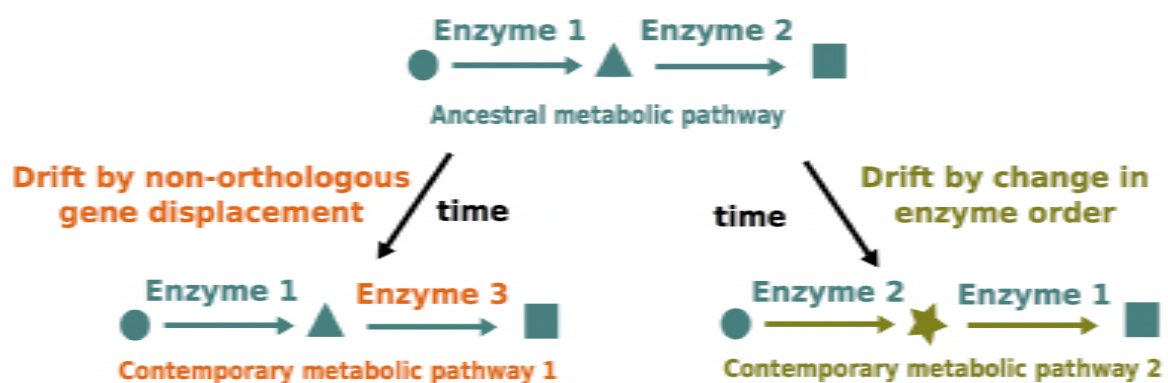 Enzyme 1 Enzyme 2
Ancestral metabolic pathway
Drift by non-orthologous
gene displacement
time
time
Drift by change in
enzyme order
Enzyme 1 Enzyme 3
Contemporary metabolic pathway 1
Enzyme 2 Enzyme 1
Contemporary metabolic pathway 2